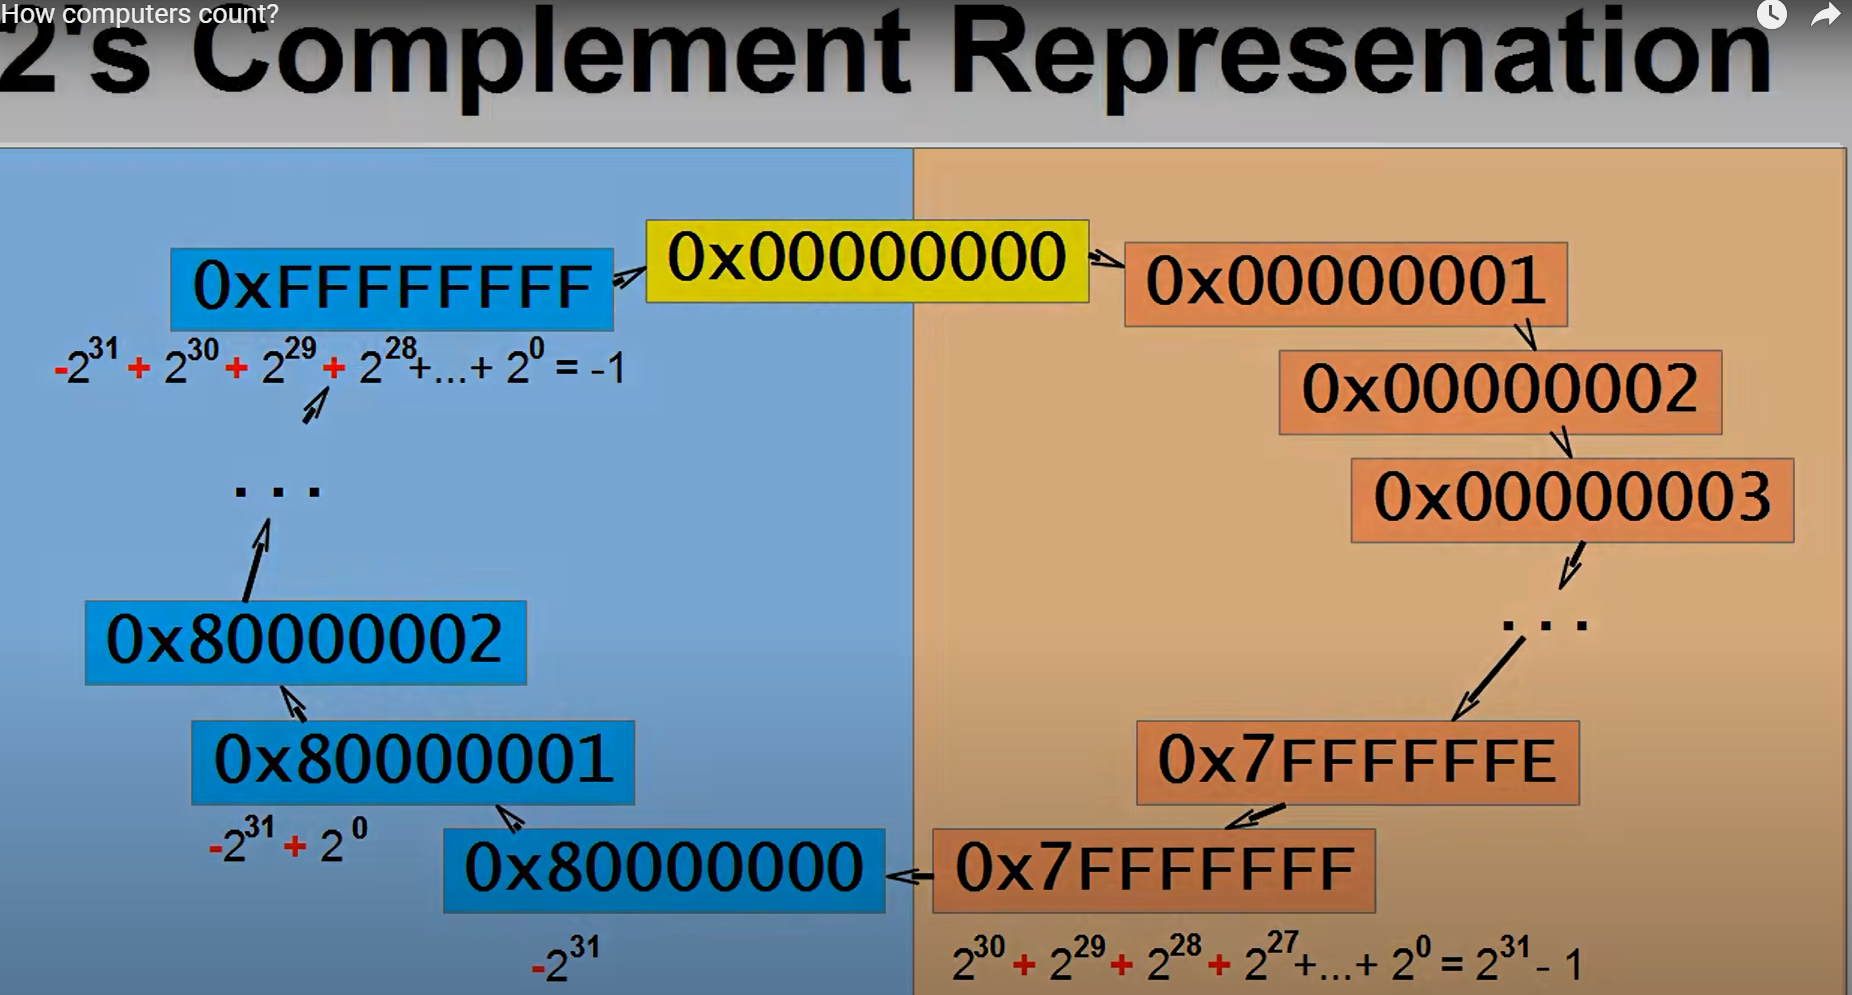 How computers count?
2's Complement Represenation
0xFFFFFFFF
0x00000000
0x00000001
-2^31 + 2^30 + 2^29 + 2^28+...+ 2^0 = -1
0x00000002
0x00000003
...
...
0x80000002
0x80000001
0x7FFFFFFE
-2^31 + 2^0
0x80000000
0x7FFFFFFF
-2^31
2^30 + 2^29 + 2^28 + 2^27+...+ 2^0 = 2^31 - 1